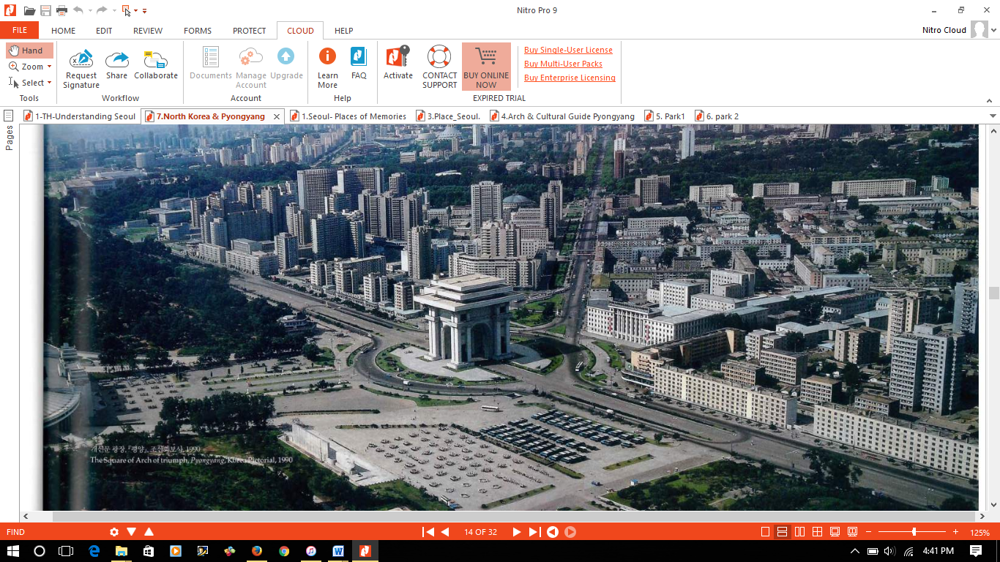 Nitro Pro 9
FILE
HOME
EDIT
REVIEW
FORMS
PROTECT
CLOUD
HELP
Nitro Cloud
Hand
Zoom
Select
Tools
Request Signature
Share
Collaborate
Workflow
Documents
Manage Account
Upgrade
Account
Learn More
FAQ
Help
Activate
CONTACT SUPPORT
BUY ONLINE NOW
Buy Single-User License
Buy Multi-User Packs
Buy Enterprise Licensing
EXPIRED TRIAL
1-TH-Understanding Seoul
7.North Korea & Pyongyang
1.Seoul- Places of Memories
3.Place_Seoul.
4.Arch & Cultural Guide Pyongyang
5. Park1
6. park 2
Pages
개선문 광장, 『평양』, 조선화보사, 1990
The Square of Arch of triumph, Pyongyang, Korea Pictorial, 1990
FIND
14 OF 32
125%
4:41 PM